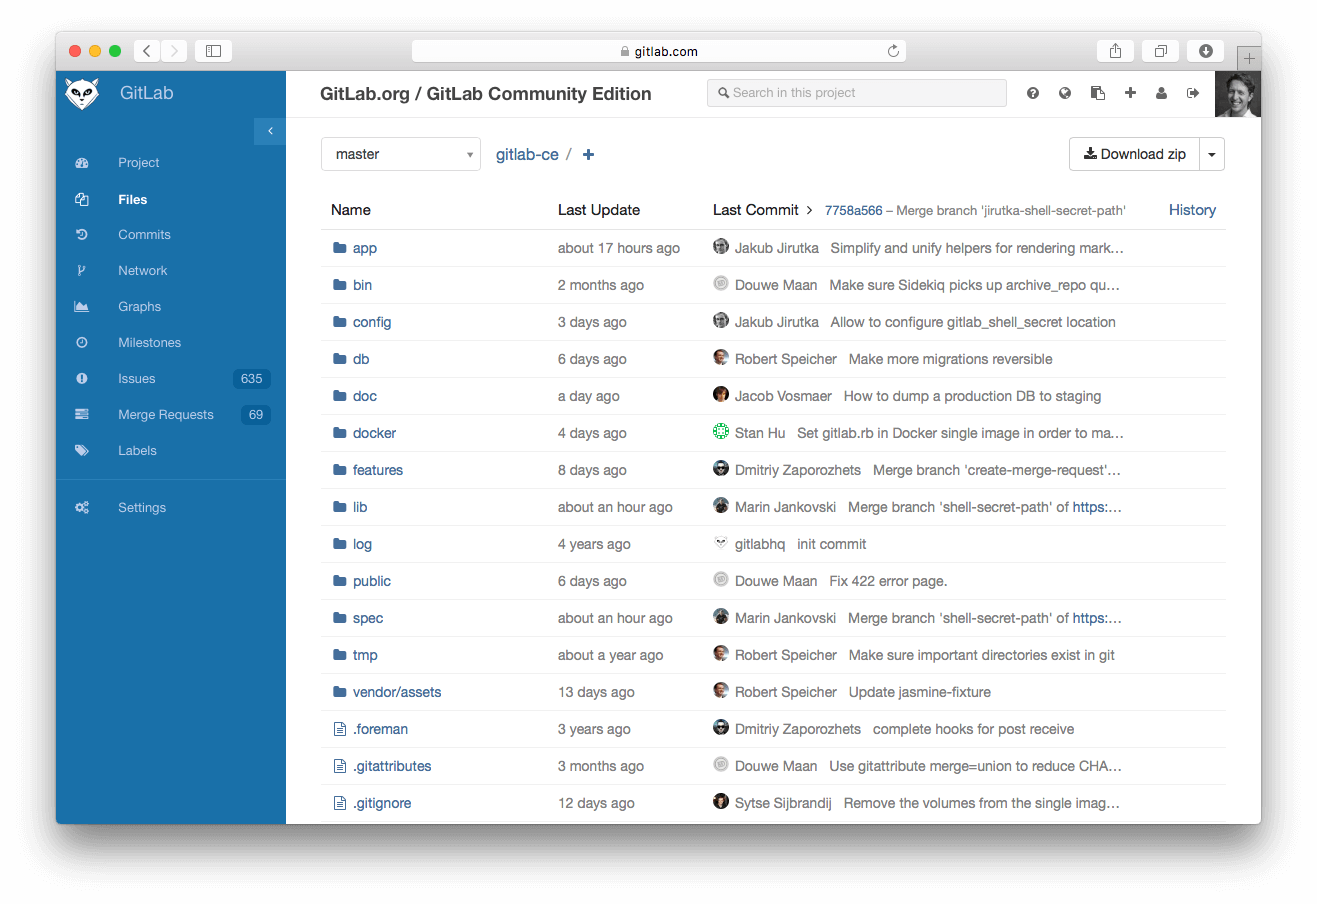 gitlab.com
GitLab
GitLab.org / GitLab Community Edition
Search in this project
Project
Files
Commits
Network
Graphs
Milestones
Issues 635
Merge Requests 69
Labels
Settings
master
gitlab-ce / +
Download zip
Name Last Update Last Commit > 7758a566 – Merge branch 'jirutka-shell-secret-path' History
app about 17 hours ago Jakub Jirutka Simplify and unify helpers for rendering mark…
bin 2 months ago Douwe Maan Make sure Sidekiq picks up archive_repo qu…
config 3 days ago Jakub Jirutka Allow to configure gitlab_shell_secret location
db 6 days ago Robert Speicher Make more migrations reversible
doc a day ago Jacob Vosmaer How to dump a production DB to staging
docker 4 days ago Stan Hu Set gitlab.rb in Docker single image in order to ma…
features 8 days ago Dmitriy Zaporozhets Merge branch 'create-merge-request'…
lib about an hour ago Marin Jankovski Merge branch 'shell-secret-path' of https:…
log 4 years ago gitlabhq init commit
public 6 days ago Douwe Maan Fix 422 error page.
spec about an hour ago Marin Jankovski Merge branch 'shell-secret-path' of https:…
tmp about a year ago Robert Speicher Make sure important directories exist in git
vendor/assets 13 days ago Robert Speicher Update jasmine-fixture
.foreman 3 years ago Dmitriy Zaporozhets complete hooks for post receive
.gitattributes 3 months ago Douwe Maan Use gitattribute merge=union to reduce CHA…
.gitignore 12 days ago Sytse Sijbrandij Remove the volumes from the single imag…